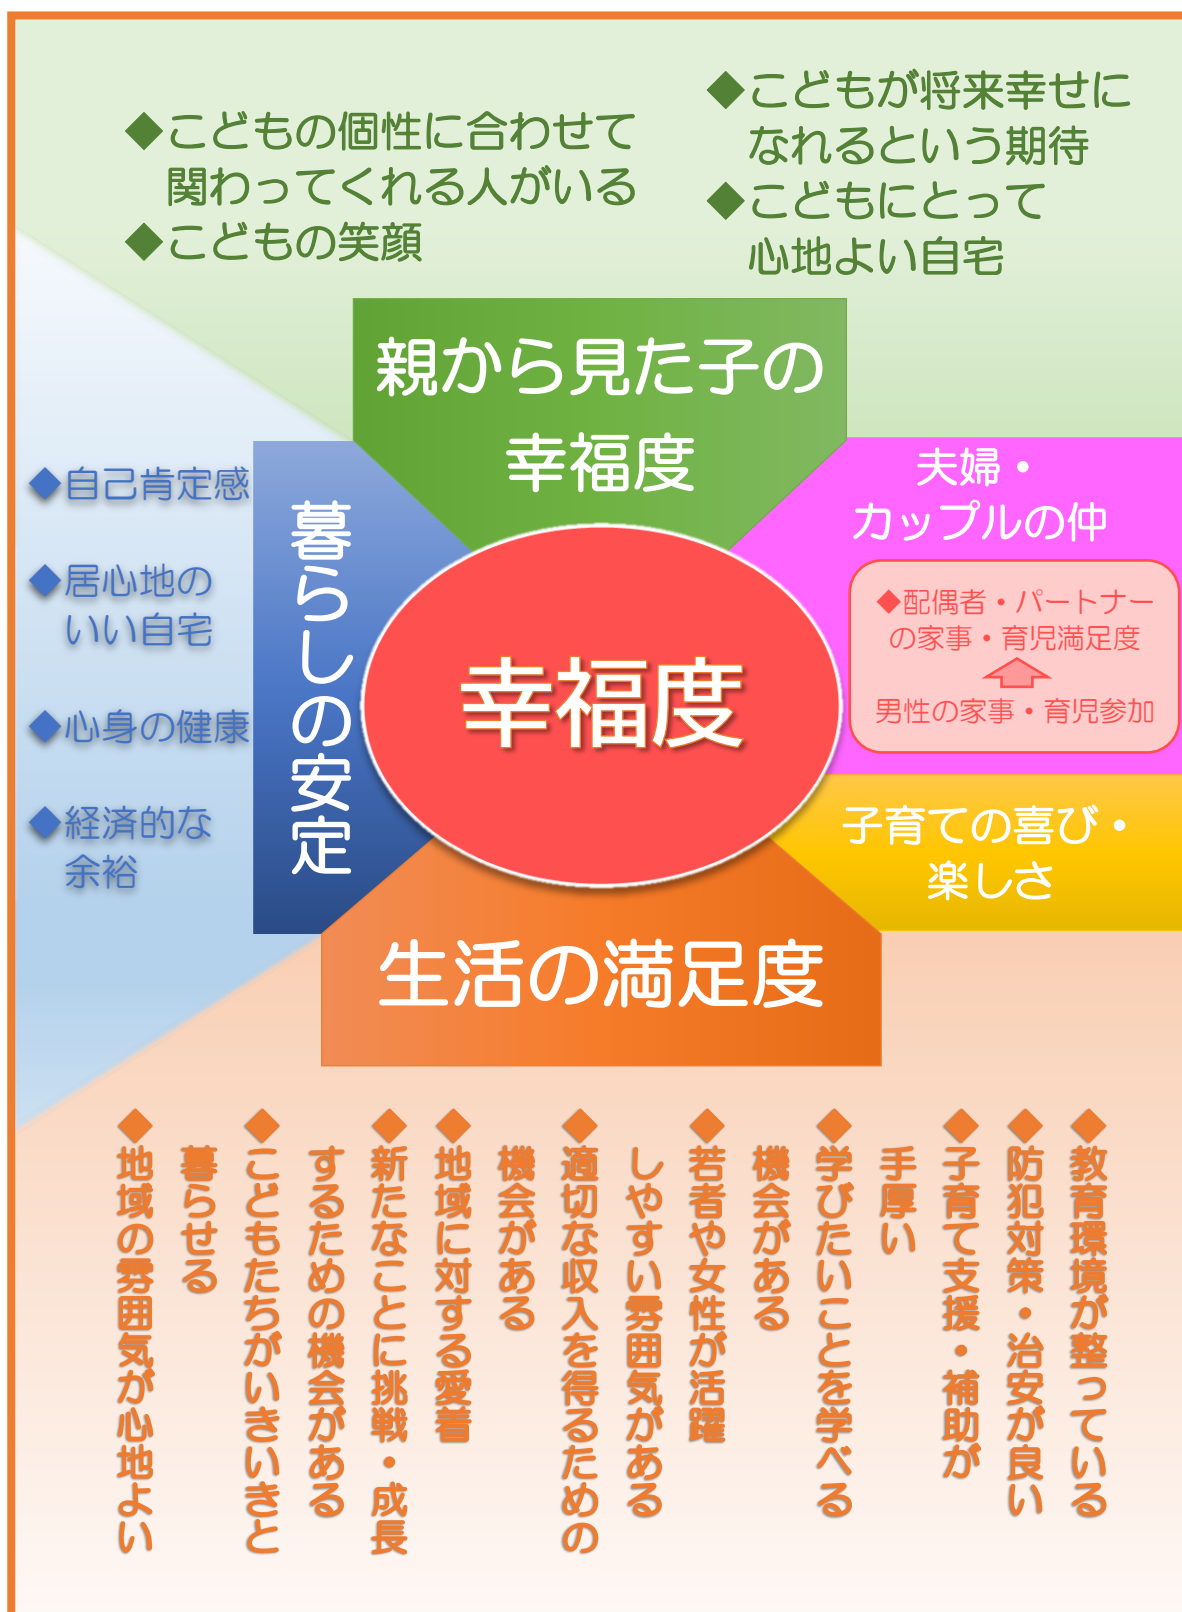 ◆こどもの個性に合わせて
関わってくれる人がいる
◆こどもの笑顔
◆こどもが将来幸せに
なれるという期待
◆こどもにとって
心地よい自宅
親から見た子の
幸福度
◆自己肯定感
◆居心地の
いい自宅
◆心身の健康
◆経済的な
余裕
暮らしの安定
幸福度
夫婦・
カップルの仲
◆配偶者・パートナー
の家事・育児満足度
男性の家事・育児参加
子育ての喜び・
楽しさ
生活の満足度
◆教育環境が整っている
◆防犯対策・治安が良い
◆子育て支援・補助が
手厚い
◆学びたいことを学べる
機会がある
◆若者や女性が活躍
しやすい雰囲気がある
◆適切な収入を得るための
機会がある
◆地域に対する愛着
◆新たなことに挑戦・成長
するための機会がある
◆こどもたちがいきいきと
暮らせる
◆地域の雰囲気が心地よい